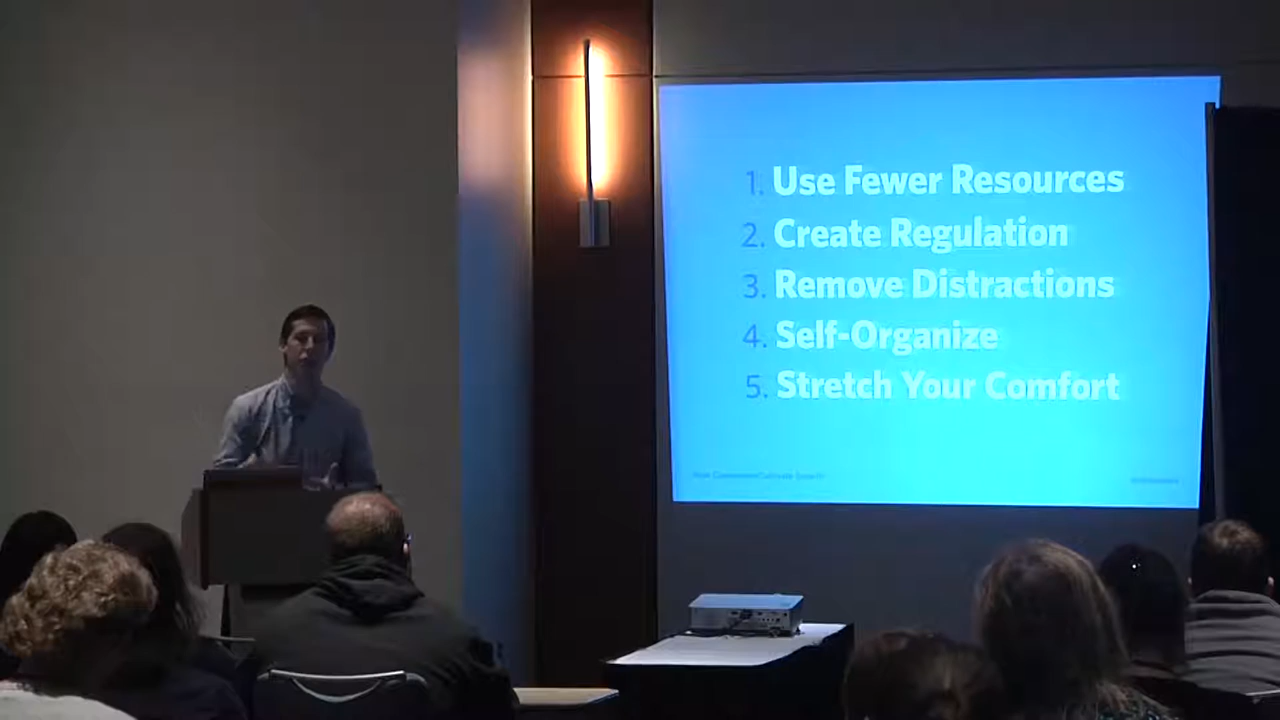 1. Use Fewer Resources
2. Create Regulation
3. Remove Distractions
4. Self-Organize
5. Stretch Your Comfort